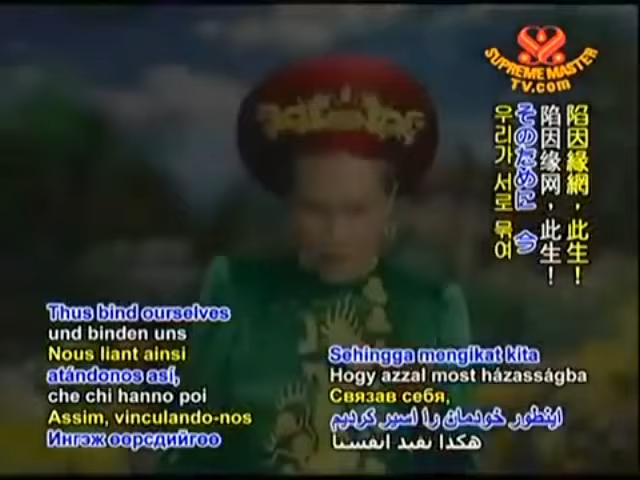 SUPREME MASTER
TV.com
陷因緣網，此生！
陷因缘网，此生！
そのために 今
우리가 서로 묶여
Thus bind ourselves
und binden uns
Nous liant ainsi
atándonos así,
che chi hanno poi
Assim, vinculando-nos
Ингэж өөрсдийгөө
Sehingga mengikat kita
Hogy azzal most házasságba
Связав себя,
اینطور خودمان را اسیر کردیم
هكذا نقيد انفسنا